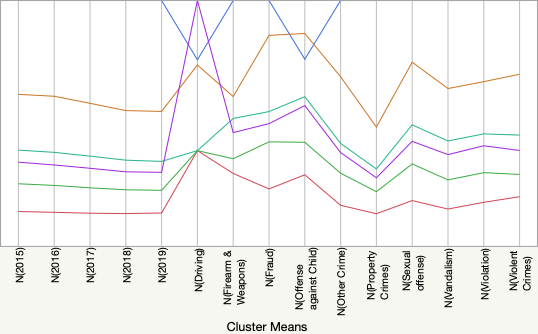 N(2015)
N(2016)
N(2017)
N(2018)
N(2019)
N(Driving)
N(Firearm &
Weapons)
N(Fraud)
N(Offense
against Child)
N(Other Crime)
N(Property
Crimes)
N(Sexual
offense)
N(Vandalism)
N(Violation)
N(Violent
Crimes)
Cluster Means